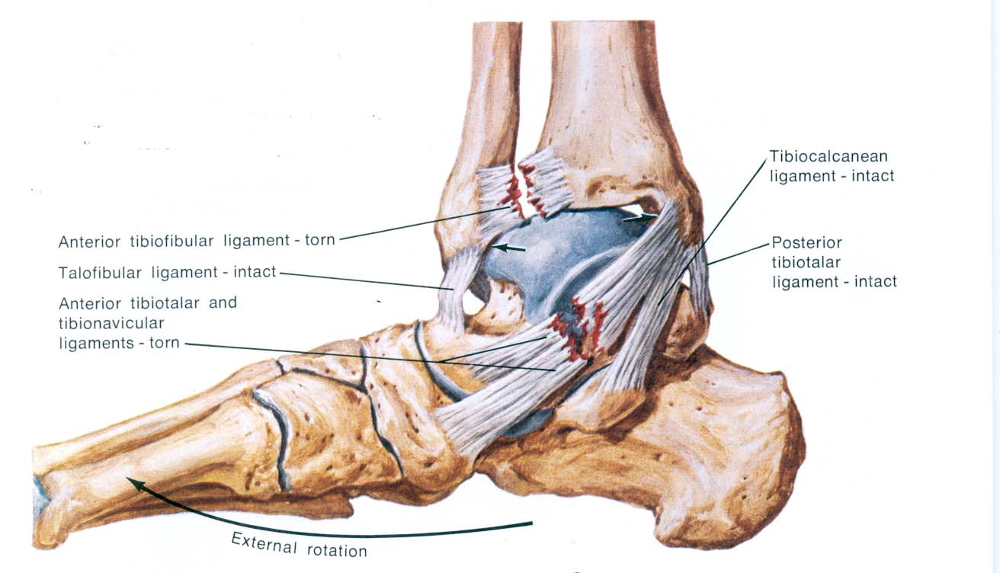 Tibiocalcanean
ligament - intact
Anterior tibiofibular ligament - torn
Talofibular ligament - intact
Anterior tibiotalar and
tibionavicular
ligaments - torn
Posterior
tibiotalar
ligament - intact
External rotation